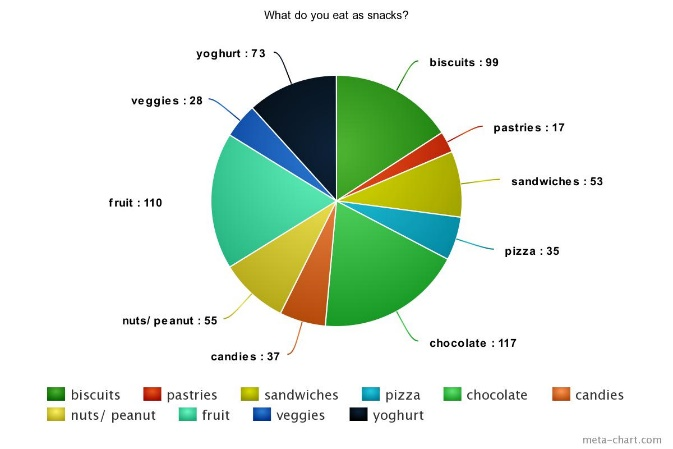 What do you eat as snacks?
yoghurt : 73
biscuits : 99
veggies : 28
pastries : 17
sandwiches : 53
fruit : 110
pizza : 35
nuts/ peanut : 55
chocolate : 117
candies : 37
biscuits pastries sandwiches pizza chocolate candies
nuts/ peanut fruit veggies yoghurt
meta-chart.com